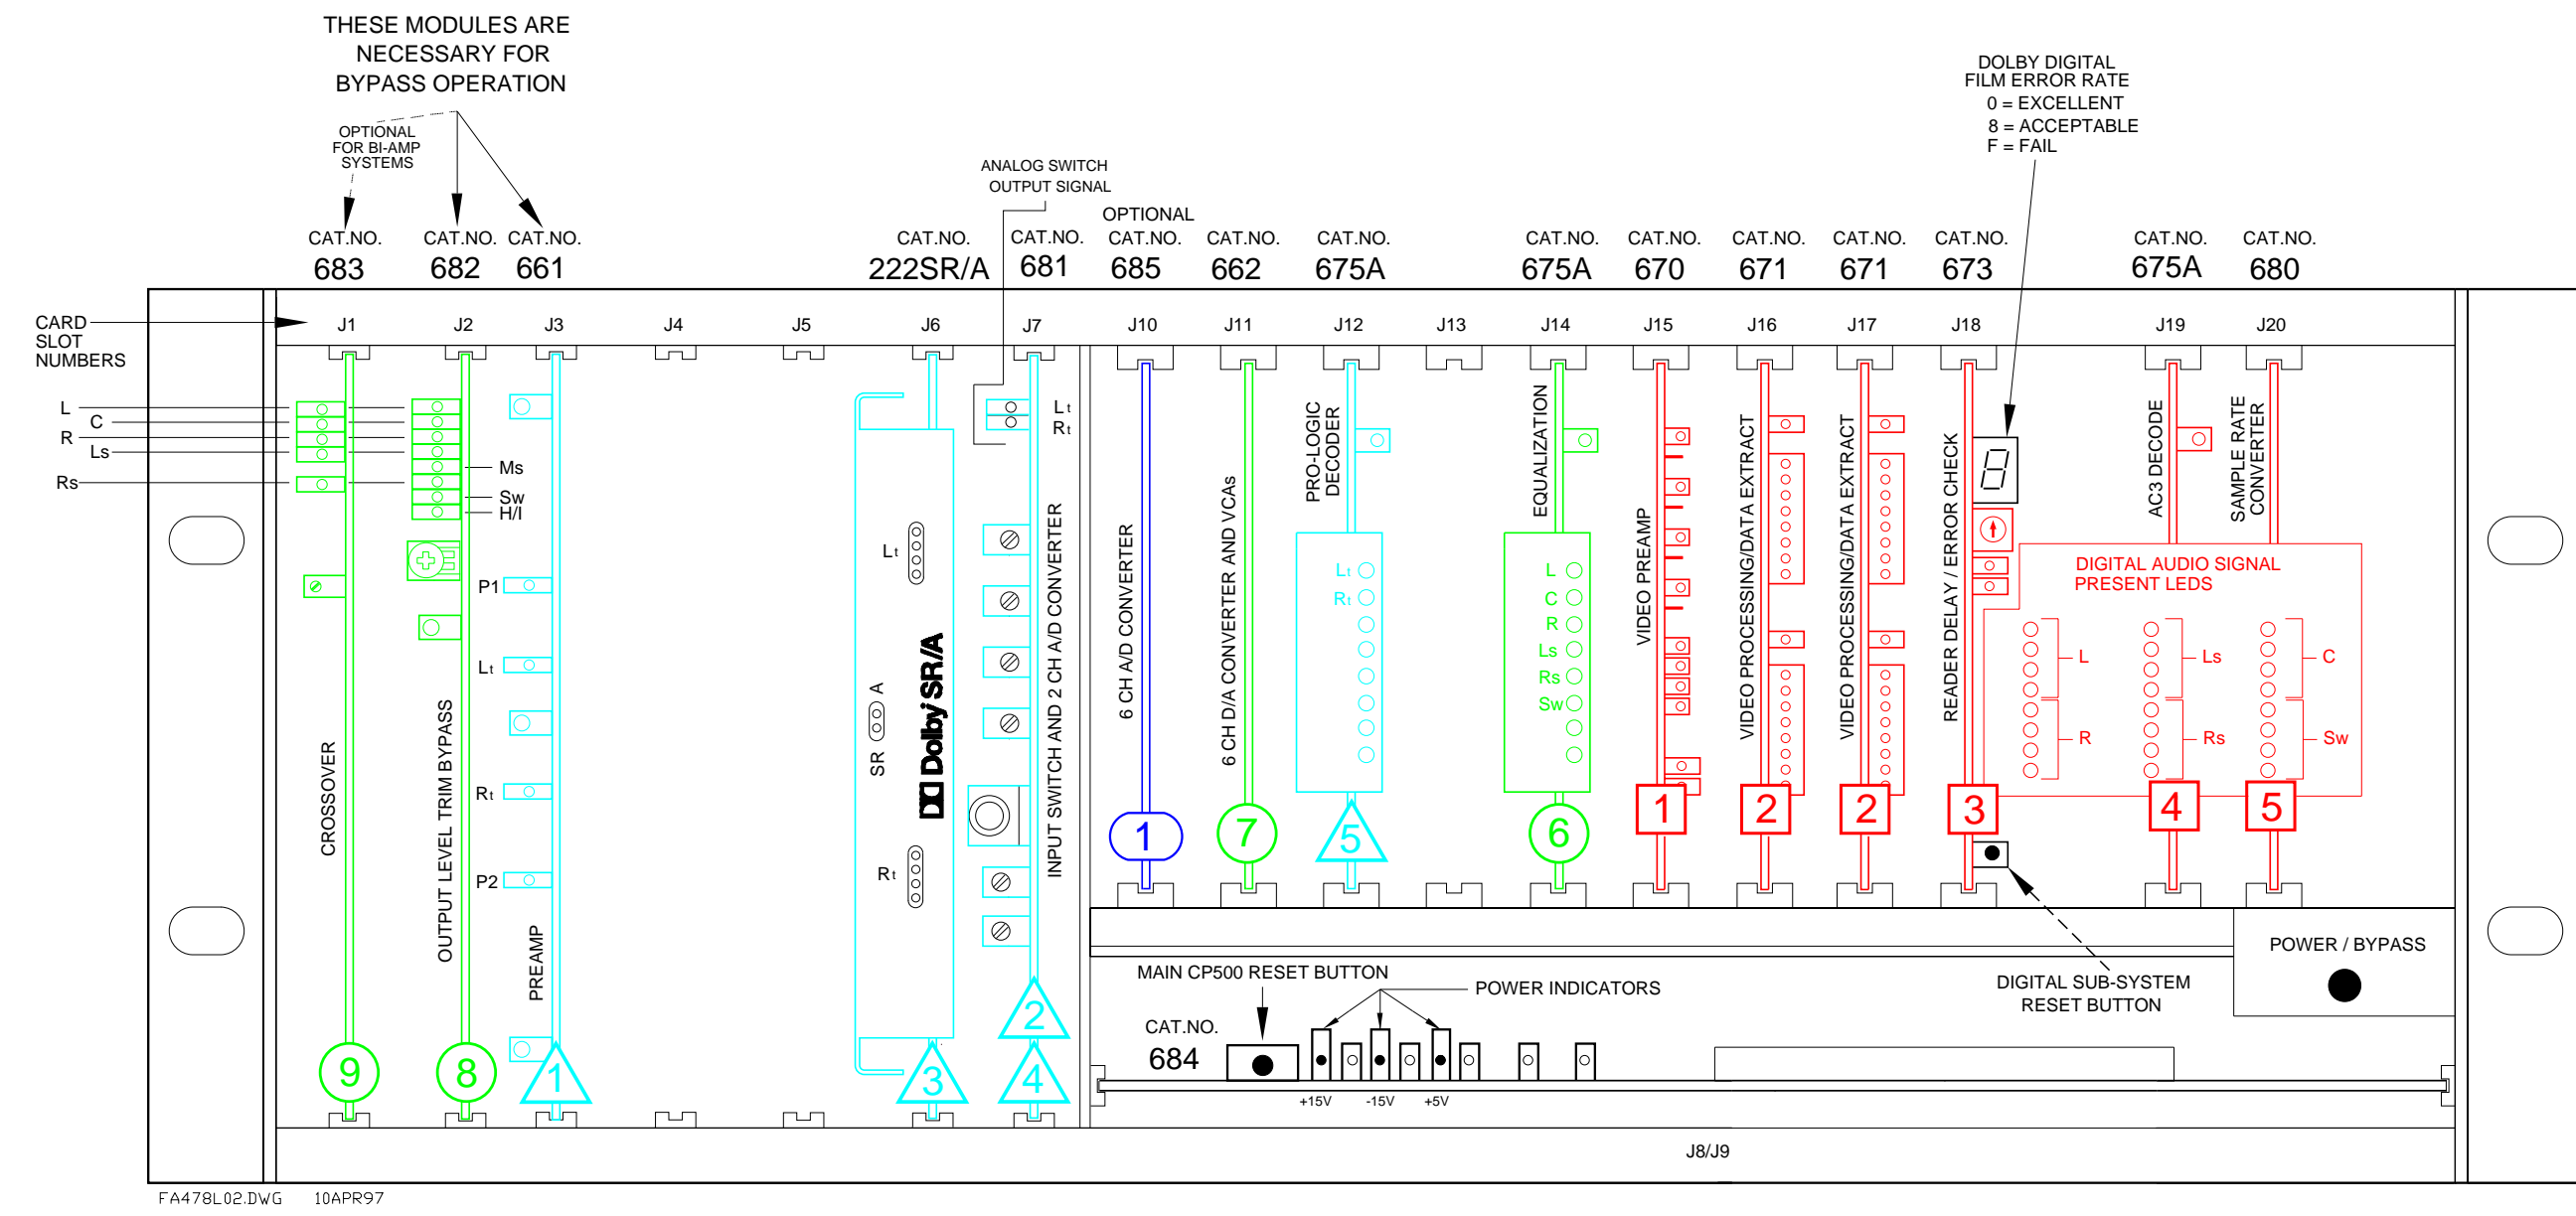 THESE MODULES ARE
NECESSARY FOR
BYPASS OPERATION
OPTIONAL
FOR BI-AMP
SYSTEMS
ANALOG SWITCH
OUTPUT SIGNAL
DOLBY DIGITAL
FILM ERROR RATE
0 = EXCELLENT
8 = ACCEPTABLE
F = FAIL
CAT.NO.
683
CAT.NO.
682
CAT.NO.
661
CAT.NO.
222SR/A
CAT.NO.
681
OPTIONAL
CAT.NO.
685
CAT.NO.
662
CAT.NO.
675A
CAT.NO.
675A
CAT.NO.
670
CAT.NO.
671
CAT.NO.
671
CAT.NO.
673
CAT.NO.
675A
CAT.NO.
680
CARD
SLOT
NUMBERS
J1
J2
J3
J4
J5
J6
J7
J10
J11
J12
J13
J14
J15
J16
J17
J18
J19
J20
L
C
R
Ls
Rs
Ms
Sw
H/I
CROSSOVER
9
OUTPUT LEVEL TRIM BYPASS
8
P1
Lt
Rt
P2
PREAMP
1
Lt
SR A
Dolby SR/A
Rt
3
Lt
Rt
INPUT SWITCH AND 2 CH A/D CONVERTER
2
4
6 CH A/D CONVERTER
1
6 CH D/A CONVERTER AND VCAs
7
PRO-LOGIC
DECODER
Lt
Rt
5
EQUALIZATION
L
C
R
Ls
Rs
Sw
6
VIDEO PREAMP
1
VIDEO PROCESSING/DATA EXTRACT
2
VIDEO PROCESSING/DATA EXTRACT
2
READER DELAY / ERROR CHECK
8
3
AC3 DECODE
4
SAMPLE RATE
CONVERTER
5
DIGITAL AUDIO SIGNAL
PRESENT LEDS
L
R
Ls
Rs
C
Sw
POWER / BYPASS
DIGITAL SUB-SYSTEM
RESET BUTTON
MAIN CP500 RESET BUTTON
POWER INDICATORS
CAT.NO.
684
+15V
-15V
+5V
J8/J9
FA478L02.DWG 10APR97